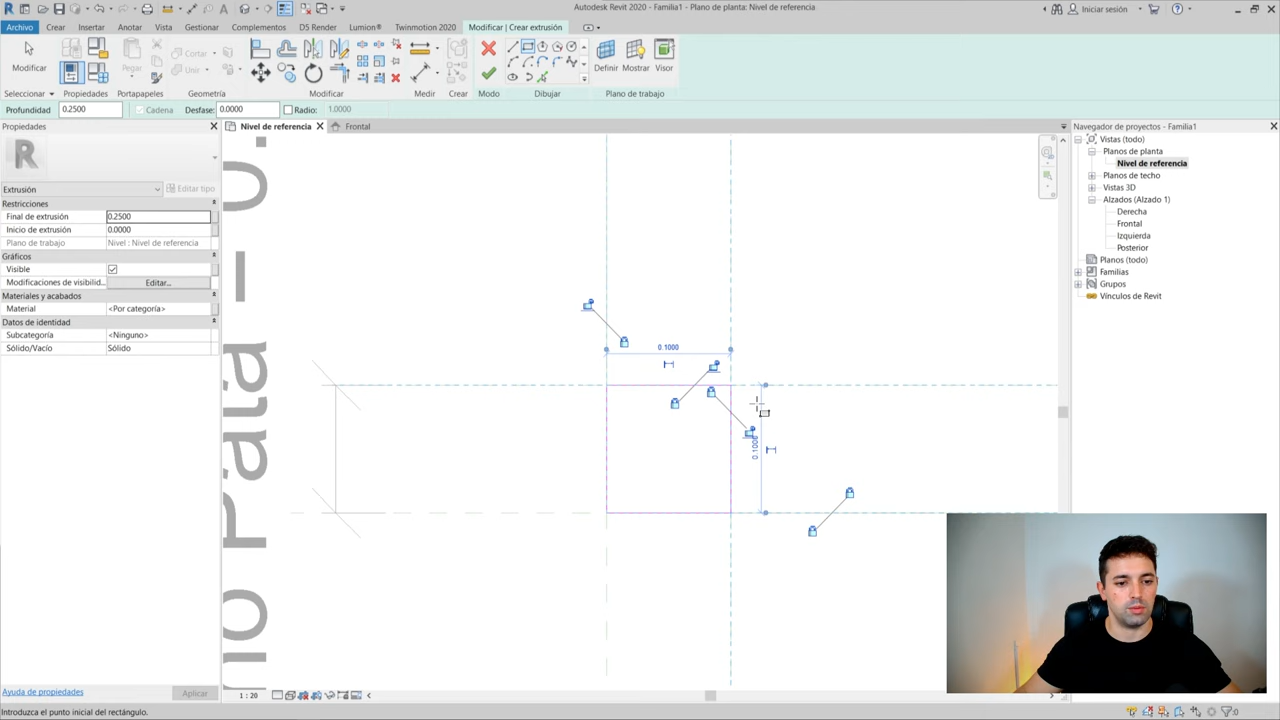 Autodesk Revit 2020 - Familia1 - Plano de planta: Nivel de referencia
Iniciar sesión
Archivo Crear Insertar Anotar Vista Gestionar Complementos D5 Render Lumion® Twinmotion 2020 Modificar | Crear extrusión
Modificar Pegar Cortar Unir Definir Mostrar Visor
Seleccionar Propiedades Portapapeles Geometría Modificar Medir Crear Modo Dibujar Plano de trabajo
Profundidad 0.2500 Cadena Desfase: 0.0000 Radio: 1.0000
Propiedades
Nivel de referencia Frontal
Navegador de proyectos - Familia1
R
Extrusión Editar tipo
Restricciones
Final de extrusión 0.2500
Inicio de extrusión 0.0000
Plano de trabajo Nivel : Nivel de referencia
Gráficos
Visible
Modificaciones de visibilid... Editar...
Materiales y acabados
Material <Por categoría>
Datos de identidad
Subcategoría <Ninguno>
Sólido/Vacío Sólido
Vistas (todo)
Planos de planta
Nivel de referencia
Planos de techo
Vistas 3D
Alzados (Alzado 1)
Derecha
Frontal
Izquierda
Posterior
Planos (todo)
Familias
Grupos
Vínculos de Revit
0.1000
0.1000
Pata = 0.
Ayuda de propiedades Aplicar
1 : 20
Introduzca el punto inicial del rectángulo.
:0